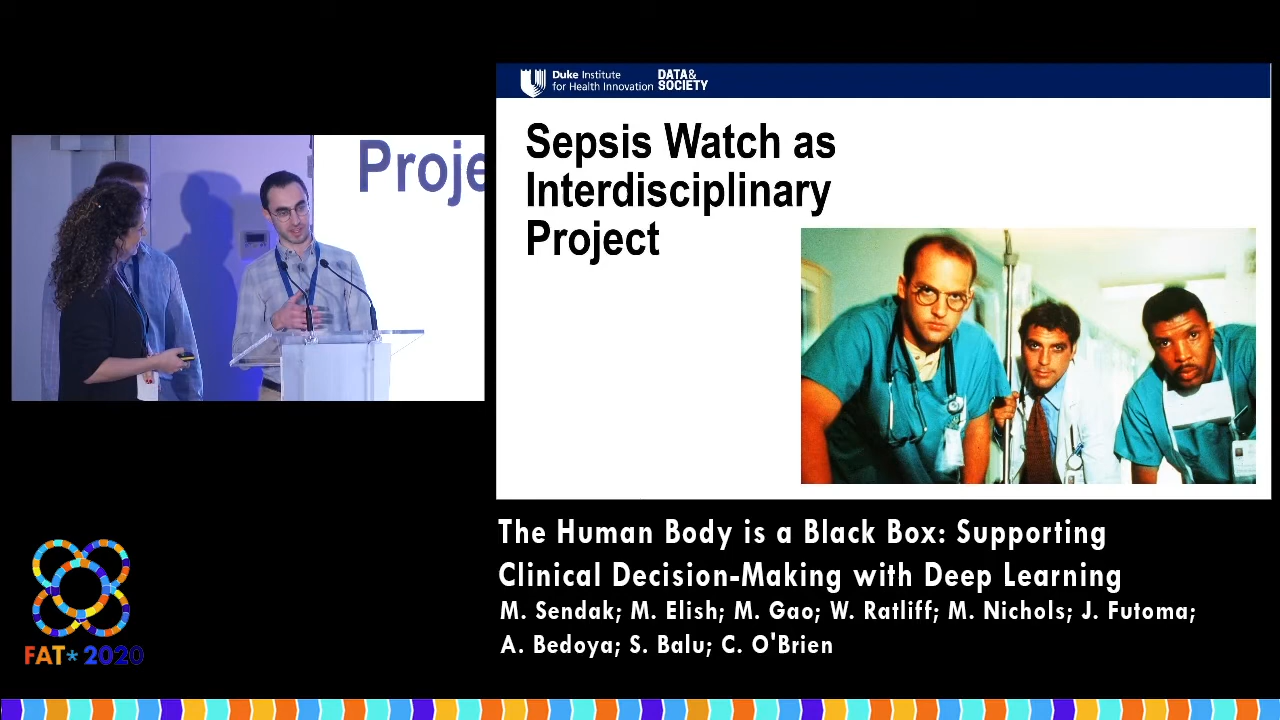 Duke Institute
for Health Innovation
DATA&
SOCIETY
Sepsis Watch as
Interdisciplinary
Project
Proje
The Human Body is a Black Box: Supporting
Clinical Decision-Making with Deep Learning
M. Sendak; M. Elish; M. Gao; W. Ratliff; M. Nichols; J. Futoma;
A. Bedoya; S. Balu; C. O'Brien
FAT* 2020